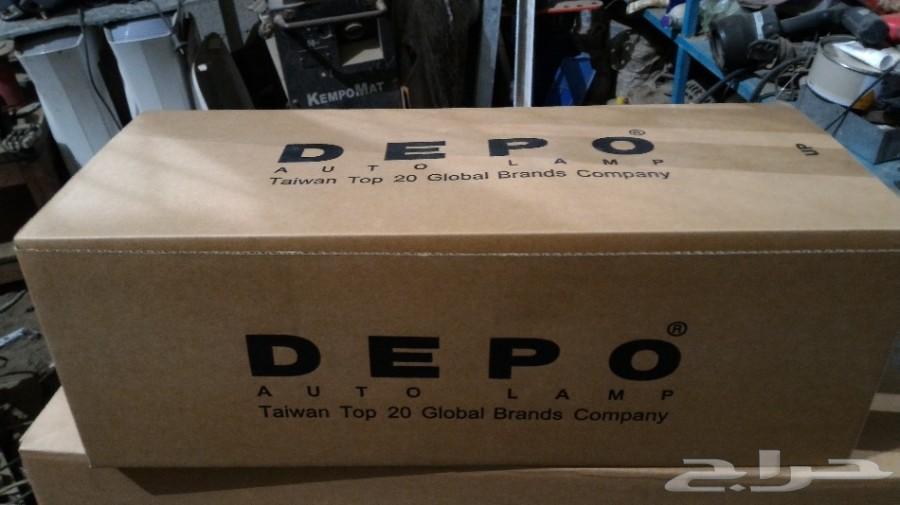 KEMPOMAT
DEPO®
AUTO LAMP
Taiwan Top 20 Global Brands Company
UP
DEPO®
AUTO LAMP
Taiwan Top 20 Global Brands Company
حراج